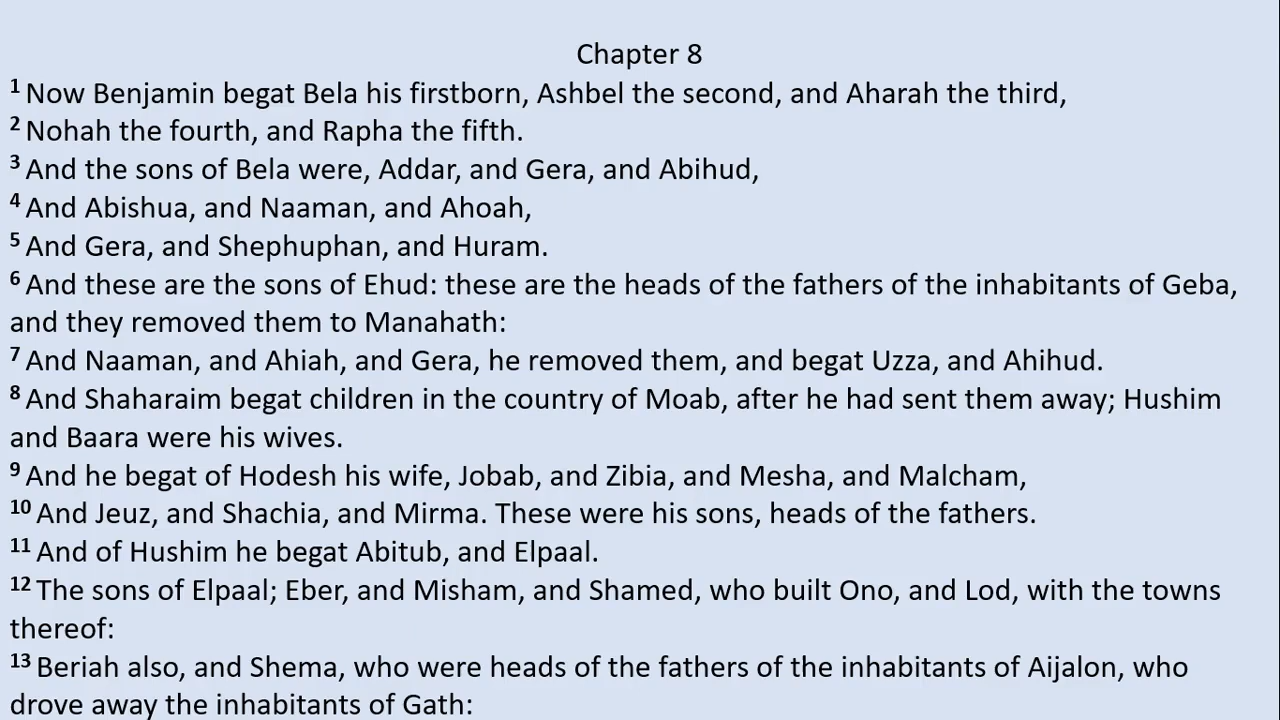 Chapter 8
1 Now Benjamin begat Bela his firstborn, Ashbel the second, and Aharah the third,
2 Nohah the fourth, and Rapha the fifth.
3 And the sons of Bela were, Addar, and Gera, and Abihud,
4 And Abishua, and Naaman, and Ahoah,
5 And Gera, and Shephuphan, and Huram.
6 And these are the sons of Ehud: these are the heads of the fathers of the inhabitants of Geba,
and they removed them to Manahath:
7 And Naaman, and Ahiah, and Gera, he removed them, and begat Uzza, and Ahihud.
8 And Shaharaim begat children in the country of Moab, after he had sent them away; Hushim
and Baara were his wives.
9 And he begat of Hodesh his wife, Jobab, and Zibia, and Mesha, and Malcham,
10 And Jeuz, and Shachia, and Mirma. These were his sons, heads of the fathers.
11 And of Hushim he begat Abitub, and Elpaal.
12 The sons of Elpaal; Eber, and Misham, and Shamed, who built Ono, and Lod, with the towns
thereof:
13 Beriah also, and Shema, who were heads of the fathers of the inhabitants of Aijalon, who
drove away the inhabitants of Gath: